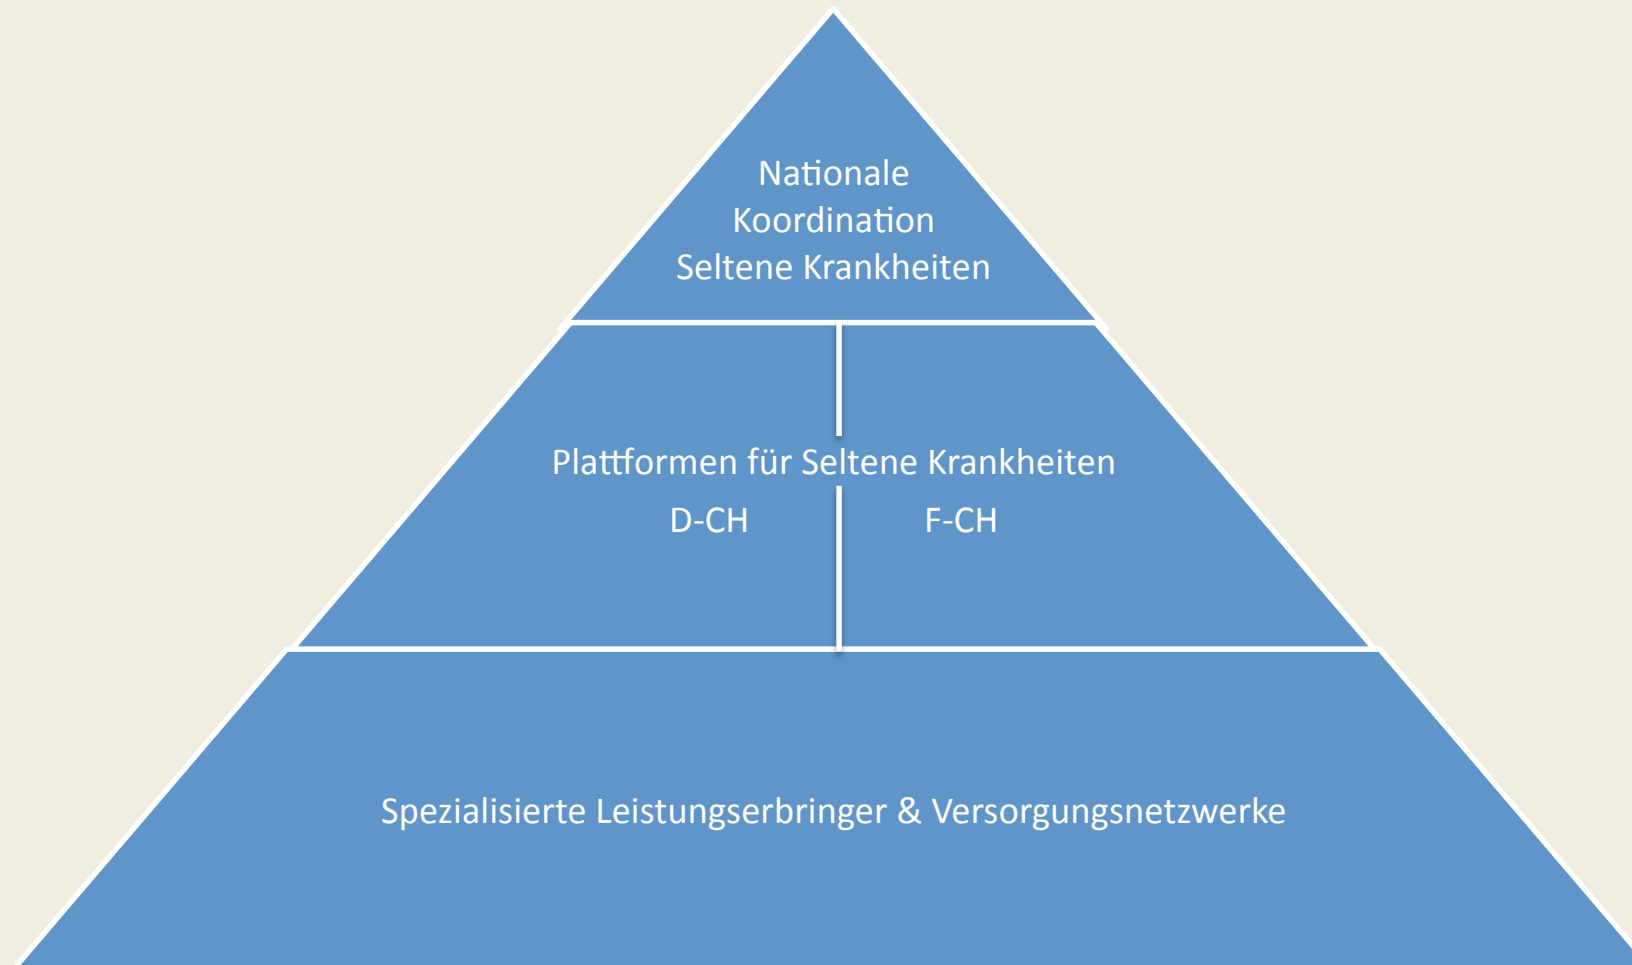 Nationale
Koordination
Seltene Krankheiten
Plattformen für Seltene Krankheiten
D-CH F-CH
Spezialisierte Leistungserbringer & Versorgungsnetzwerke